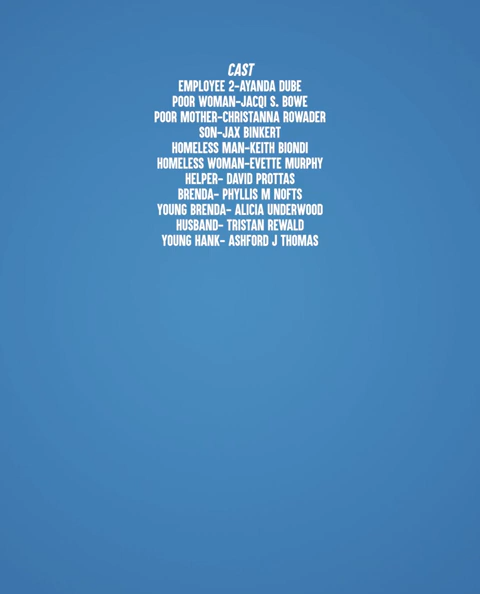 CAST
EMPLOYEE 2-AYANDA DUBE
POOR WOMAN-JACQI S. BOWE
POOR MOTHER-CHRISTANNA ROWADER
SON-JAX BINKERT
HOMELESS MAN-KEITH BIONDI
HOMELESS WOMAN-EVETTE MURPHY
HELPER- DAVID PROTTAS
BRENDA- PHYLLIS M NOFTS
YOUNG BRENDA- ALICIA UNDERWOOD
HUSBAND- TRISTAN REWALD
YOUNG HANK- ASHFORD J THOMAS